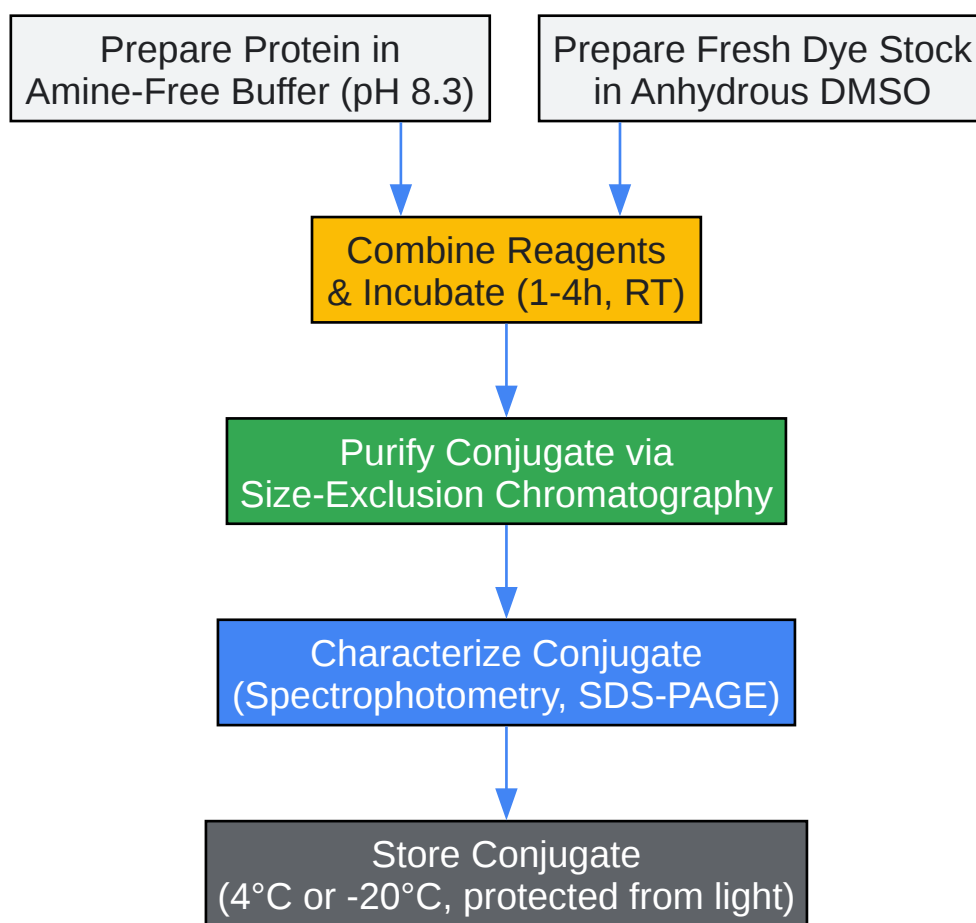 Prepare Protein in
Amine-Free Buffer (pH 8.3)
Prepare Fresh Dye Stock
in Anhydrous DMSO
Combine Reagents
& Incubate (1-4h, RT)
Purify Conjugate via
Size-Exclusion Chromatography
Characterize Conjugate
(Spectrophotometry, SDS-PAGE)
Store Conjugate
(4°C or -20°C, protected from light)